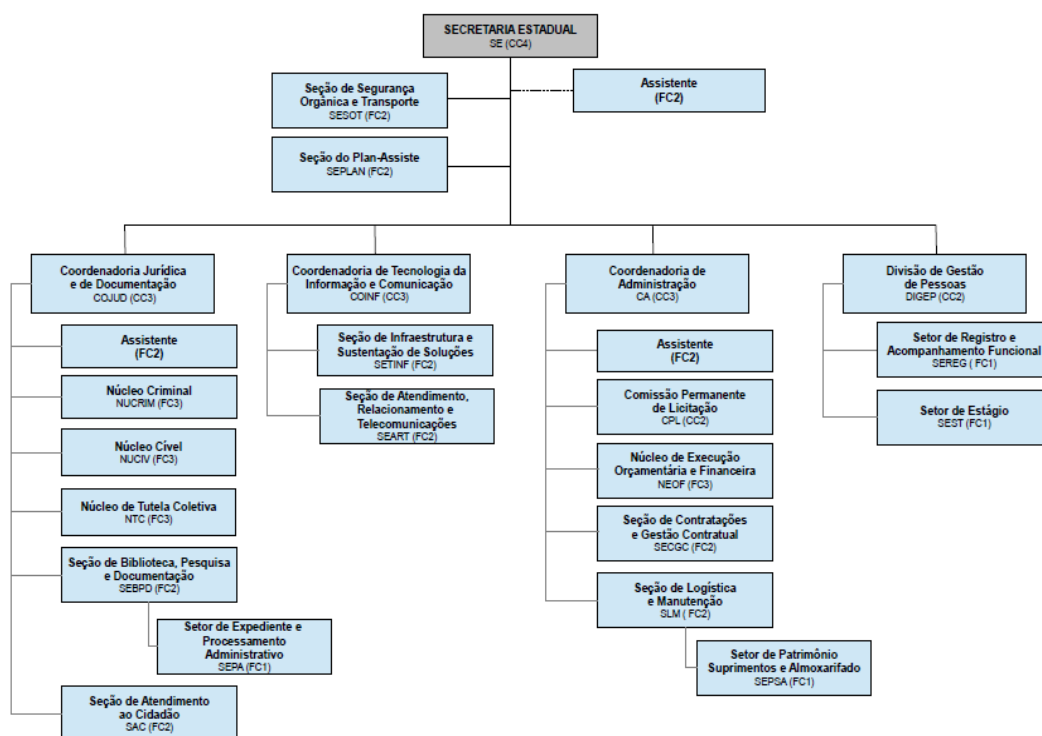 SECRETARIA ESTADUAL
SE (CC4)
Seção de Segurança
Orgânica e Transporte
SESOT (FC2)
Assistente
(FC2)
Seção do Plan-Assiste
SEPLAN (FC2)
Coordenadoria Jurídica
e de Documentação
COJUD (CC3)
Assistente
(FC2)
Núcleo Criminal
NUCRIM (FC3)
Núcleo Cível
NUCIV (FC3)
Núcleo de Tutela Coletiva
NTC (FC3)
Seção de Biblioteca, Pesquisa
e Documentação
SEBPD (FC2)
Setor de Expediente e
Processamento
Administrativo
SEPA (FC1)
Seção de Atendimento
ao Cidadão
SAC (FC2)
Coordenadoria de Tecnologia da
Informação e Comunicação
COINF (CC3)
Seção de Infraestrutura e
Sustentação de Soluções
SETINF (FC2)
Seção de Atendimento,
Relacionamento e
Telecomunicações
SEART (FC2)
Coordenadoria de
Administração
CA (CC3)
Assistente
(FC2)
Comissão Permanente
de Licitação
CPL (CC2)
Núcleo de Execução
Orçamentária e Financeira
NEOF (FC3)
Seção de Contratações
e Gestão Contratual
SECGC (FC2)
Seção de Logística
e Manutenção
SLM ( FC2)
Setor de Patrimônio
Suprimentos e Almoxarifado
SEPSA (FC1)
Divisão de Gestão
de Pessoas
DIGEP (CC2)
Setor de Registro e
Acompanhamento Funcional
SEREG ( FC1)
Setor de Estágio
SEST (FC1)